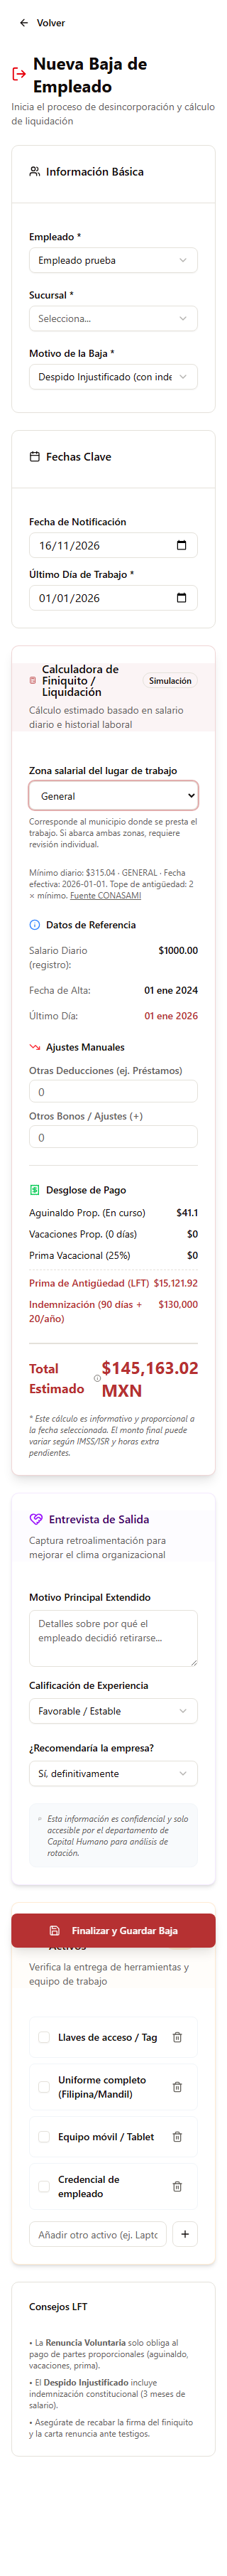 Volver
Nueva Baja de
Empleado
Inicia el proceso de desincorporación y cálculo
de liquidación
Información Básica
Empleado *
Empleado prueba
Sucursal *
Selecciona...
Motivo de la Baja *
Despido Injustificado (con inde
Fechas Clave
Fecha de Notificación
16/11/2026
Último Día de Trabajo *
01/01/2026
Calculadora de
Finiquito /
Liquidación
Simulación
Cálculo estimado basado en salario
diario e historial laboral
Zona salarial del lugar de trabajo
General
Corresponde al municipio donde se presta el
trabajo. Si abarca ambas zonas, requiere
revisión individual.
Mínimo diario: $315.04 · GENERAL · Fecha
efectiva: 2026-01-01. Tope de antigüedad: 2
× mínimo. Fuente CONASAMI
Datos de Referencia
Salario Diario
(registro):
$1000.00
Fecha de Alta:
01 ene 2024
Último Día:
01 ene 2026
Ajustes Manuales
Otras Deducciones (ej. Préstamos)
0
Otros Bonos / Ajustes (+)
0
Desglose de Pago
Aguinaldo Prop. (En curso)
$41.1
Vacaciones Prop. (0 días)
$0
Prima Vacacional (25%)
$0
Prima de Antigüedad (LFT)
$15,121.92
Indemnización (90 días +
20/año)
$130,000
Total
Estimado
$145,163.02
MXN
* Este cálculo es informativo y proporcional a
la fecha seleccionada. El monto final puede
variar según IMSS/ISR y horas extra
pendientes.
Entrevista de Salida
Captura retroalimentación para
mejorar el clima organizacional
Motivo Principal Extendido
Detalles sobre por qué el
empleado decidió retirarse...
Calificación de Experiencia
Favorable / Estable
¿Recomendaría la empresa?
Sí, definitivamente
Esta información es confidencial y solo
accesible por el departamento de
Capital Humano para análisis de
rotación.
Finalizar y Guardar Baja
Activos
Verifica la entrega de herramientas y
equipo de trabajo
Llaves de acceso / Tag
Uniforme completo
(Filipina/Mandil)
Equipo móvil / Tablet
Credencial de
empleado
Añadir otro activo (ej. Lapto
Consejos LFT
• La Renuncia Voluntaria solo obliga al
pago de partes proporcionales (aguinaldo,
vacaciones, prima).
• El Despido Injustificado incluye
indemnización constitucional (3 meses de
salario).
• Asegúrate de recabar la firma del finiquito
y la carta renuncia ante testigos.